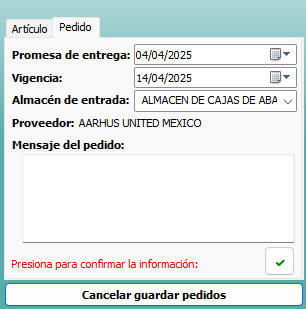 Artículo Pedido
Promesa de entrega: 04/04/2025
Vigencia: 14/04/2025
Almacén de entrada: ALMACEN DE CAJAS DE ABA
Proveedor: AARHUS UNITED MEXICO
Mensaje del pedido:
Presiona para confirmar la información:
Cancelar guardar pedidos